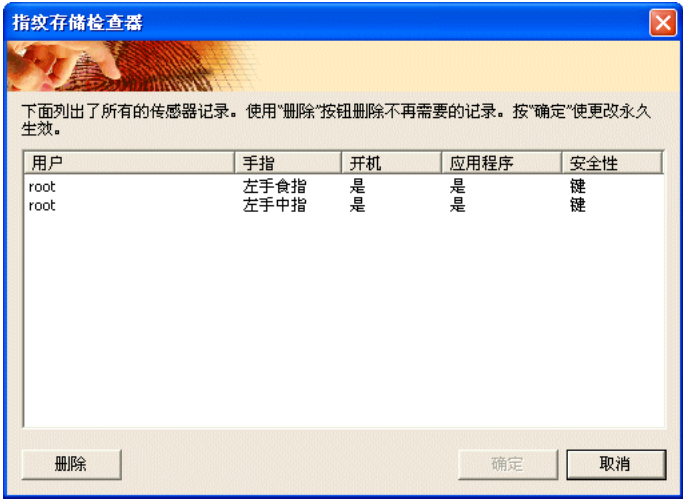 指纹存储检查器
下面列出了所有的传感器记录。使用“删除”按钮删除不再需要的记录。按“确定”使更改永久
生效。
用户 手指 开机 应用程序 安全性
root 左手食指 是 是 键
root 左手中指 是 是 键
删除 确定 取消